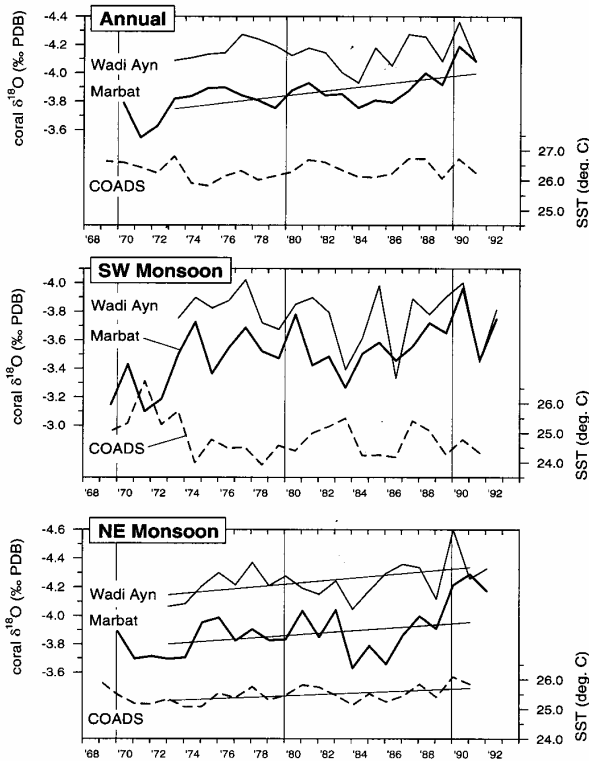 Annual
coral δ¹⁸O (‰ PDB)
-4.4
-4.2
-4.0
-3.8
-3.6
Wadi Ayn
Marbat
COADS
27.0
26.0
25.0
SST (deg. C)
'68 '70 '72 '74 '76 '78 '80 '82 '84 '86 '88 '90 '92
SW Monsoon
coral δ¹⁸O (‰ PDB)
-4.0
-3.8
-3.6
-3.4
-3.2
-3.0
Wadi Ayn
Marbat
COADS
26.0
25.0
24.0
SST (deg. C)
'68 '70 '72 '74 '76 '78 '80 '82 '84 '86 '88 '90 '92
NE Monsoon
coral δ¹⁸O (‰ PDB)
-4.6
-4.4
-4.2
-4.0
-3.8
-3.6
Wadi Ayn
Marbat
COADS
26.0
25.0
24.0
SST (deg. C)
'68 '70 '72 '74 '76 '78 '80 '82 '84 '86 '88 '90 '92